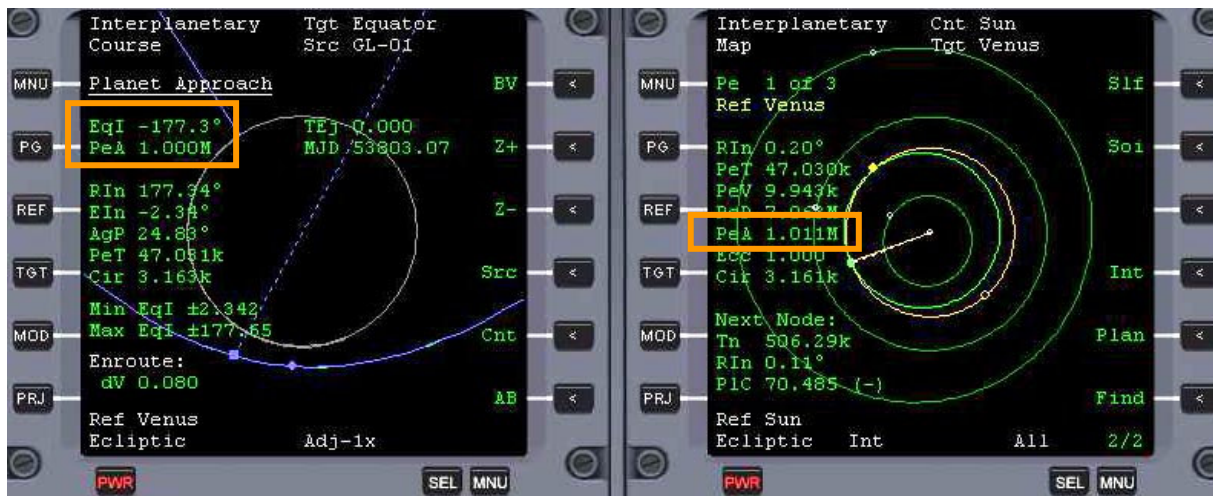 Interplanetary Tgt Equator
Course Src GL-01
MNU Planet Approach BV <
EqI -177.3° TEj 0.000
PG PeA 1.000M MJD 53803.07 Z+ <
RIn 177.34°
REF EIn -2.34° Z- <
AgP 24.83°
PeT 47.081k
TGT Cir 3.163k Src <
Min EqI ±2.342
MOD Max EqI ±177.65 Cnt <
Enroute:
dV 0.080
PRJ AB <
Ref Venus
Ecliptic Adj-1x
PWR SEL MNU
Interplanetary Cnt Sun
Map Tgt Venus
MNU Pe 1 of 3 Slf <
Ref Venus
PG RIn 0.20° Soi <
PeT 47.030k
PeV 9.943k
REF <
PeA 1.011M
Ecc 1.000
TGT Cir 3.161k Int <
Next Node:
MOD Tn 506.29k Plan <
RIn 0.11°
PlC 70.485 (-)
PRJ Find <
Ref Sun
Ecliptic Int All 2/2
PWR SEL MNU